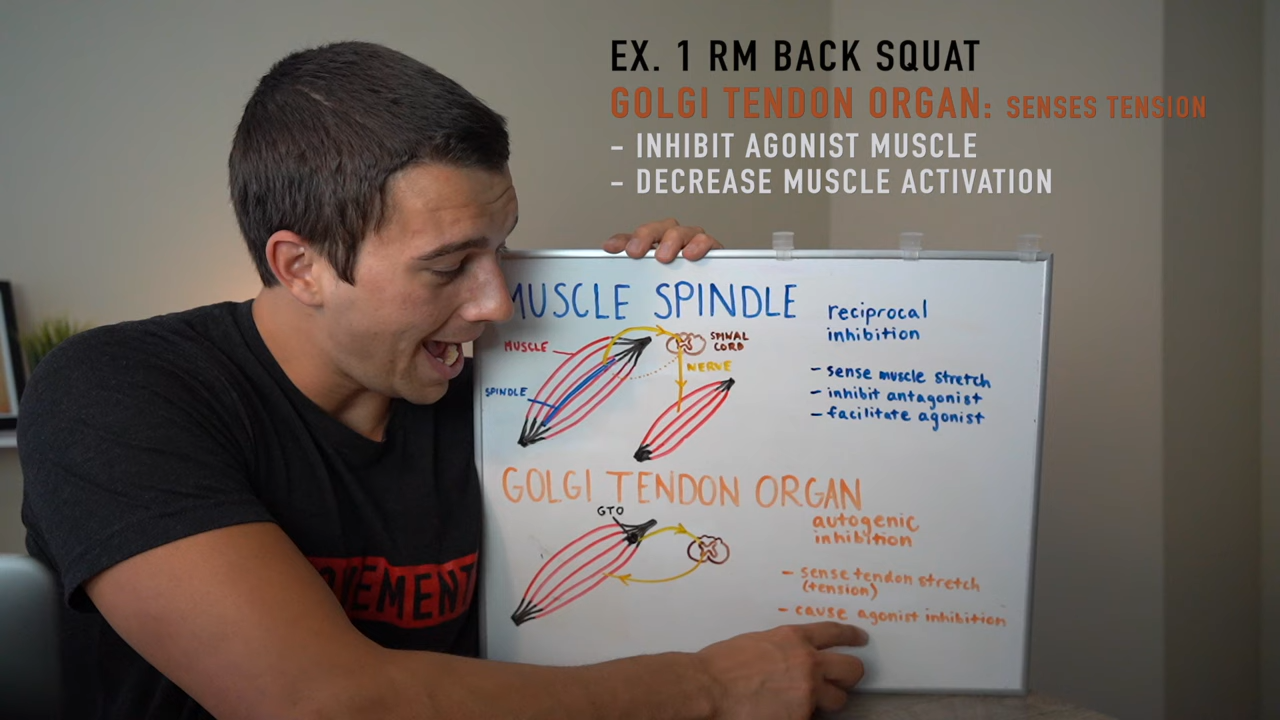 EX. 1 RM BACK SQUAT
GOLGI TENDON ORGAN: SENSES TENSION
- INHIBIT AGONIST MUSCLE
- DECREASE MUSCLE ACTIVATION
MUSCLE SPINDLE
reciprocal
inhibition
MUSCLE
SPINAL
CORD
NERVE
SPINDLE
- sense muscle stretch
- inhibit antagonist
- facilitate agonist
GOLGI TENDON ORGAN
GTO
autogenic
inhibition
- sense tendon stretch
(tension)
- cause agonist inhibition